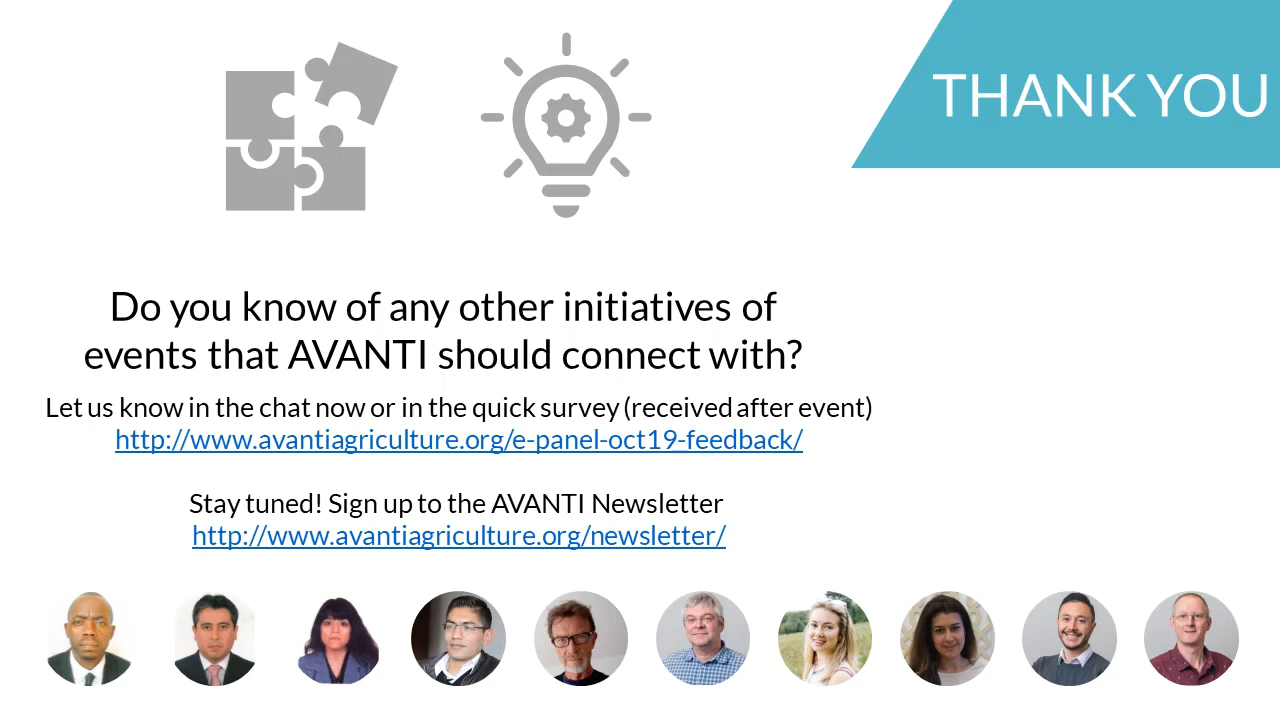 THANK YOU
Do you know of any other initiatives of
events that AVANTI should connect with?
Let us know in the chat now or in the quick survey (received after event)
http://www.avantiagriculture.org/e-panel-oct19-feedback/
Stay tuned! Sign up to the AVANTI Newsletter
http://www.avantiagriculture.org/newsletter/